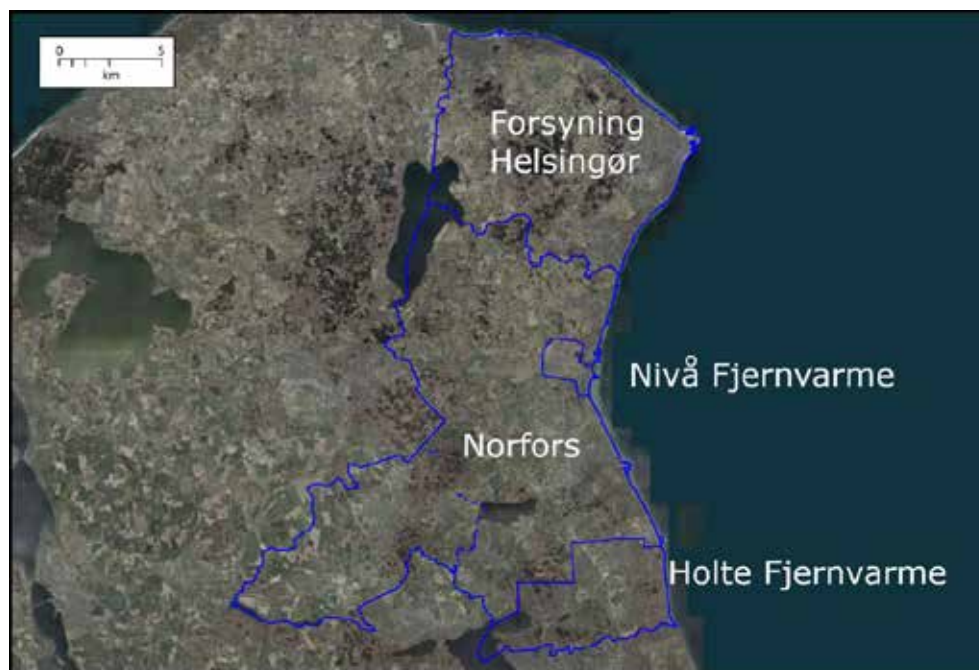 0 5
km
Forsyning
Helsingør
Nivå Fjernvarme
Norfors
Holte Fjernvarme